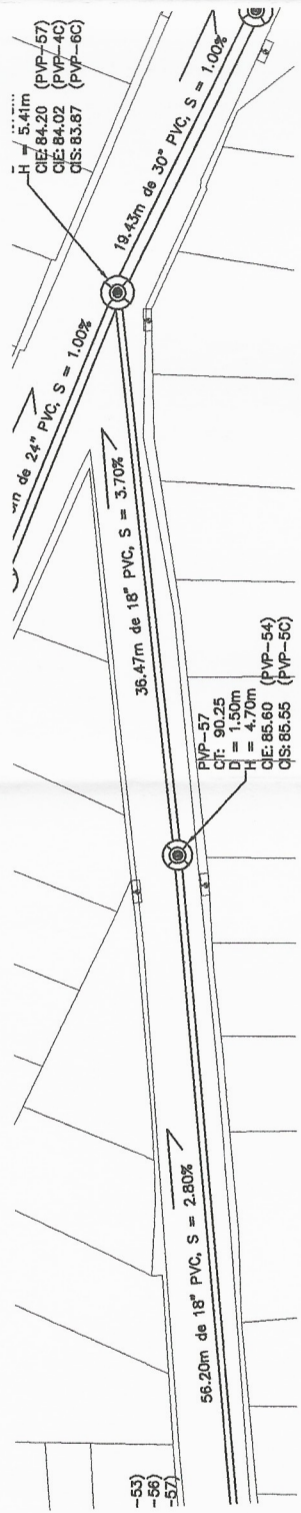 H = 5.41m
CIE: 84.20 (PVP-57)
CIE: 84.02 (PVP-4C)
CIS: 83.87 (PVP-6C)
19.43m de 30" PVC, S = 1.00%
de 24" PVC, S = 1.00%
36.47m de 18" PVC, S = 3.70%
PVP-57
CT: 90.25
D = 1.50m
H = 4.70m
CIE: 85.60 (PVP-54)
CIS: 85.55 (PVP-5C)
56.20m de 18" PVC, S = 2.80%
-53)
-56)
-57)